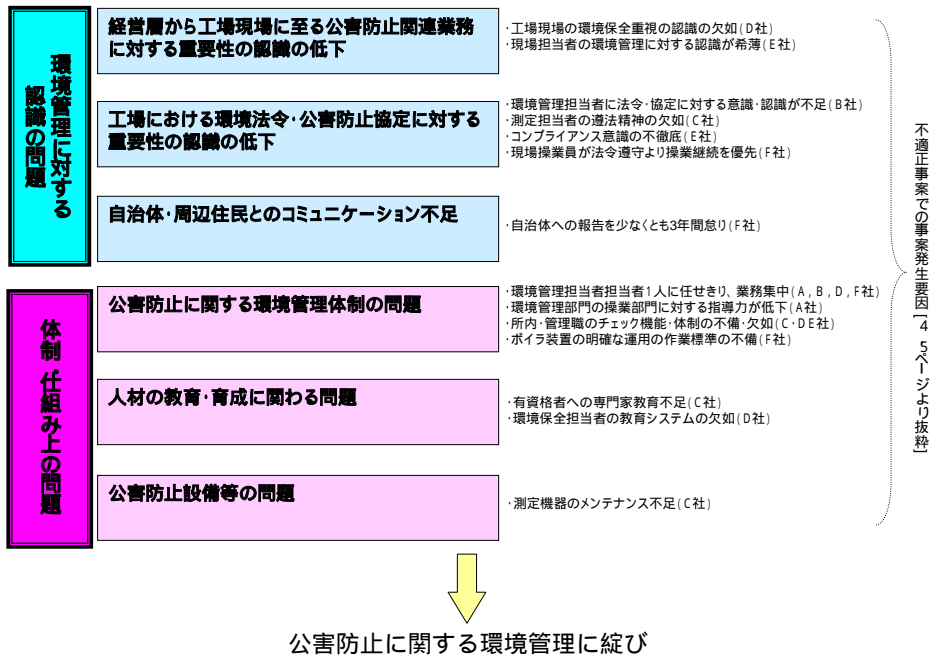 環境管理に対する
認識の問題
経営層から工場現場に至る公害防止関連業務
に対する重要性の認識の低下
・工場現場の環境保全重視の認識の欠如(D社)
・現場担当者の環境管理に対する認識が希薄(E社)
工場における環境法令・公害防止協定に対する
重要性の認識の低下
・環境管理担当者に法令・協定に対する意識・認識が不足(B社)
・測定担当者の遵法精神の欠如(C社)
・コンプライアンス意識の不徹底(E社)
・現場操業員が法令遵守より操業継続を優先(F社)
自治体・周辺住民とのコミュニケーション不足
・自治体への報告を少なくとも3年間怠り(F社)
体制 仕組み上の問題
公害防止に関する環境管理体制の問題
・環境管理担当者担当者1人に任せきり、業務集中(A,B,D,F社)
・環境管理部門の操業部門に対する指導力が低下(A社)
・所内・管理職のチェック機能・体制の不備・欠如(C・DE社)
・ボイラ装置の明確な運用の作業標準の不備(F社)
人材の教育・育成に関わる問題
・有資格者への専門家教育不足(C社)
・環境保全担当者の教育システムの欠如(D社)
公害防止設備等の問題
・測定機器のメンテナンス不足(C社)
不適正事案での事案発生要因[4 5ページより抜粋]
公害防止に関する環境管理に綻び